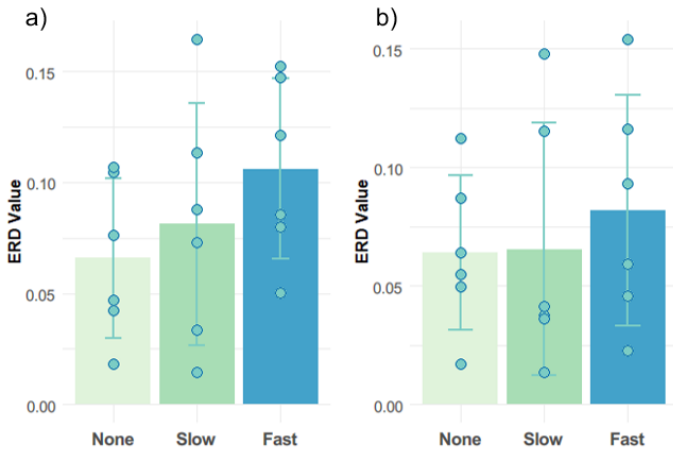 a)
ERD Value
0.15
0.10
0.05
0.00
None Slow Fast
b)
ERD Value
0.15
0.10
0.05
0.00
None Slow Fast